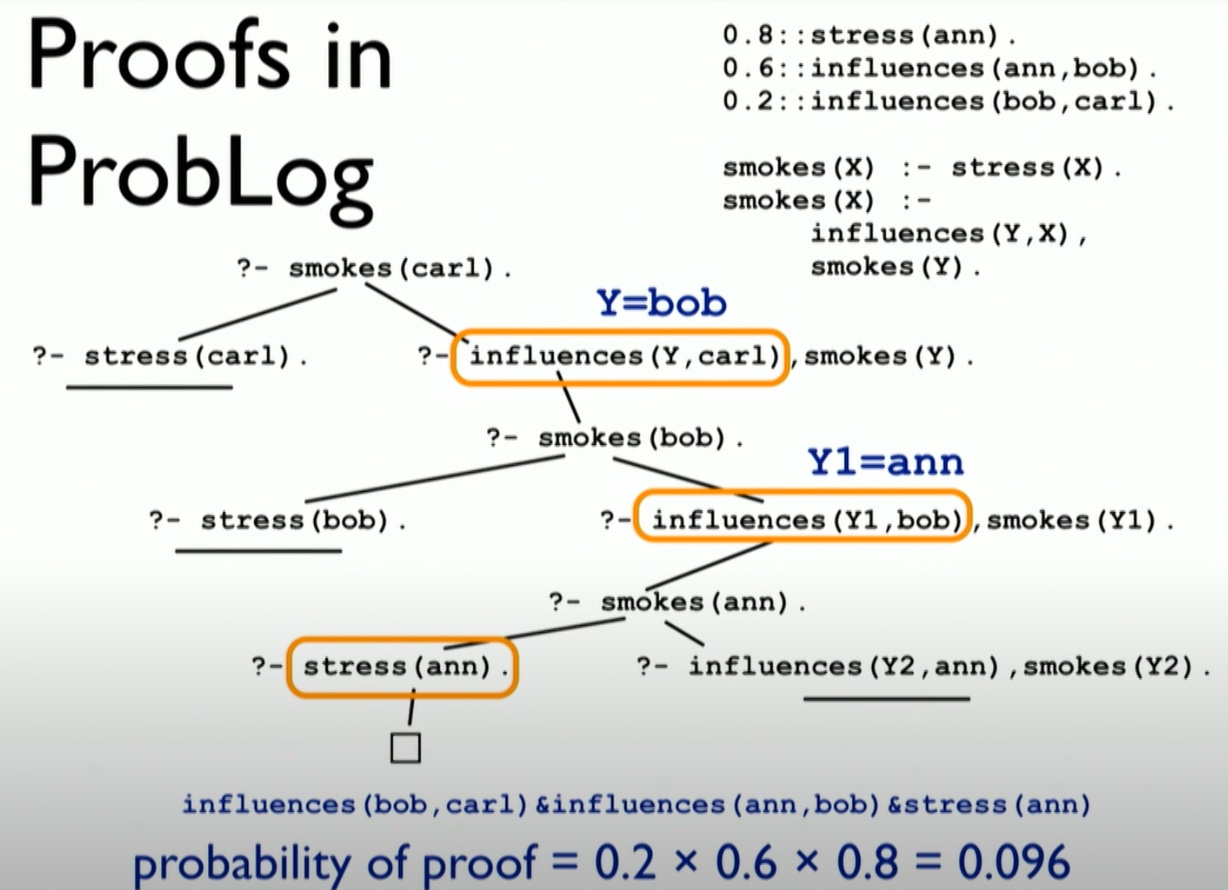 Proofs in
ProbLog
0.8::stress(ann).
0.6::influences(ann,bob).
0.2::influences(bob,carl).
smokes(X) :- stress(X).
smokes(X) :-
influences(Y,X),
smokes(Y).
?- smokes(carl).
Y=bob
?- stress(carl).
?- influences(Y,carl),smokes(Y).
?- smokes(bob).
Y1=ann
?- stress(bob).
?- influences(Y1,bob),smokes(Y1).
?- smokes(ann).
?- stress(ann).
?- influences(Y2,ann),smokes(Y2).
influences(bob,carl)&influences(ann,bob)&stress(ann)
probability of proof = 0.2 × 0.6 × 0.8 = 0.096